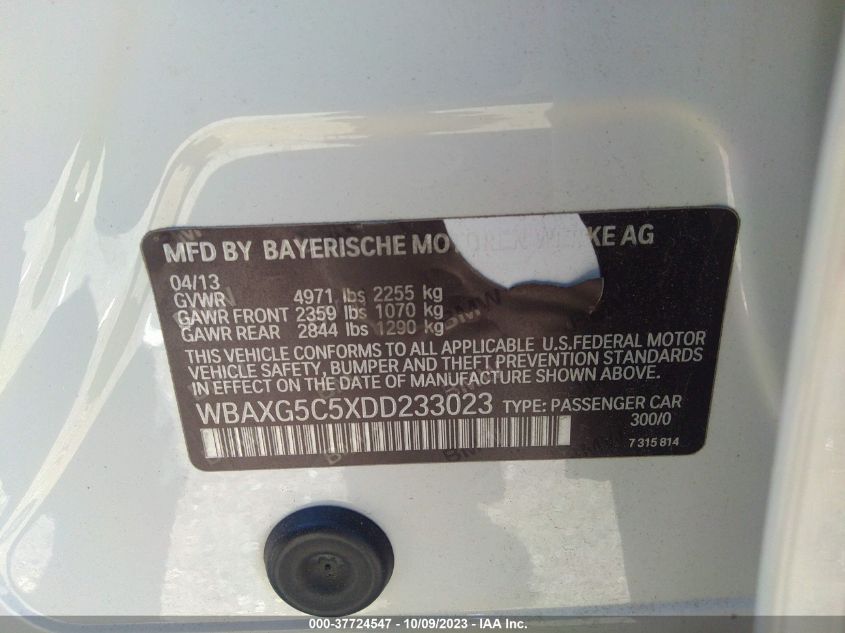 MFD BY BAYERISCHE MOTOREN WERKE AG
04/13
GVWR 4971 lbs 2255 kg
GAWR FRONT 2359 lbs 1070 kg
GAWR REAR 2844 lbs 1290 kg
THIS VEHICLE CONFORMS TO ALL APPLICABLE U.S.FEDERAL MOTOR
VEHICLE SAFETY, BUMPER AND THEFT PREVENTION STANDARDS
IN EFFECT ON THE DATE OF MANUFACTURE SHOWN ABOVE.
WBAXG5C5XDD233023 TYPE: PASSENGER CAR
300/0
7 315 814
000-37724547 - 10/09/2023 - IAA Inc.